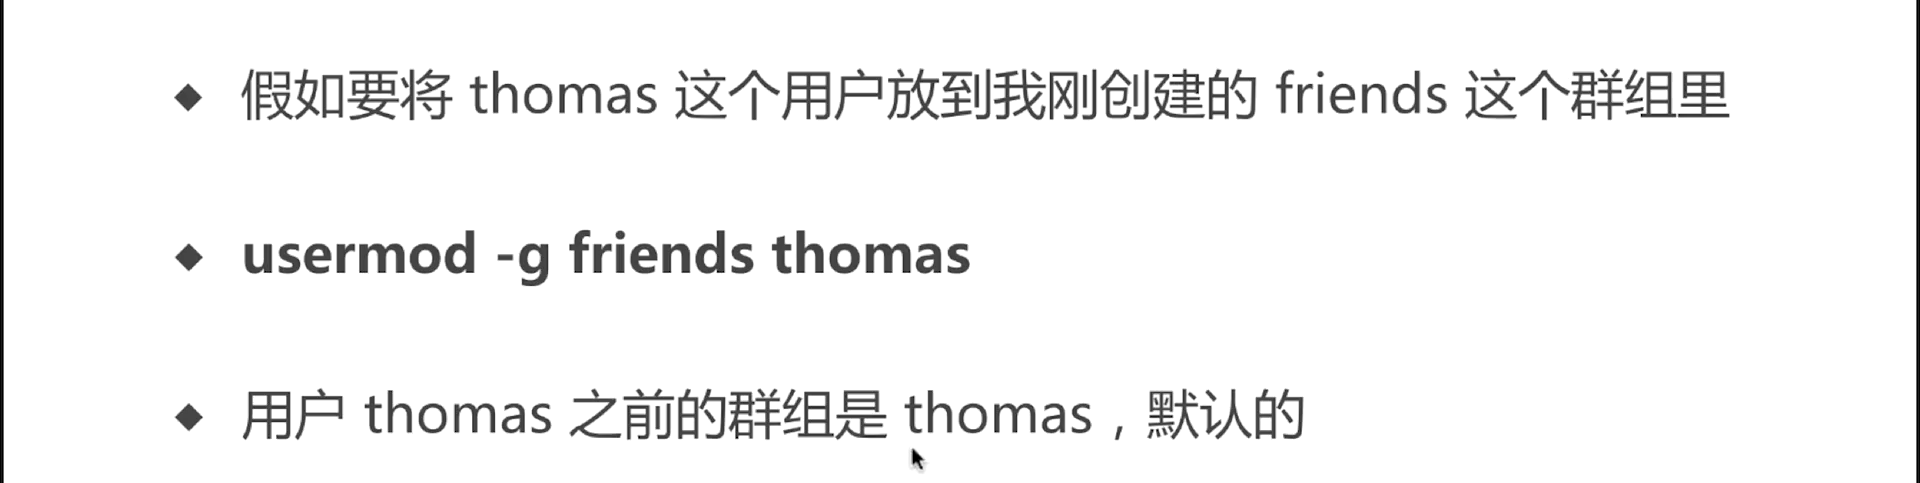 ◆ 假如要将 thomas 这个用户放到我刚创建的 friends 这个群组里
◆ usermod -g friends thomas
◆ 用户 thomas 之前的群组是 thomas，默认的